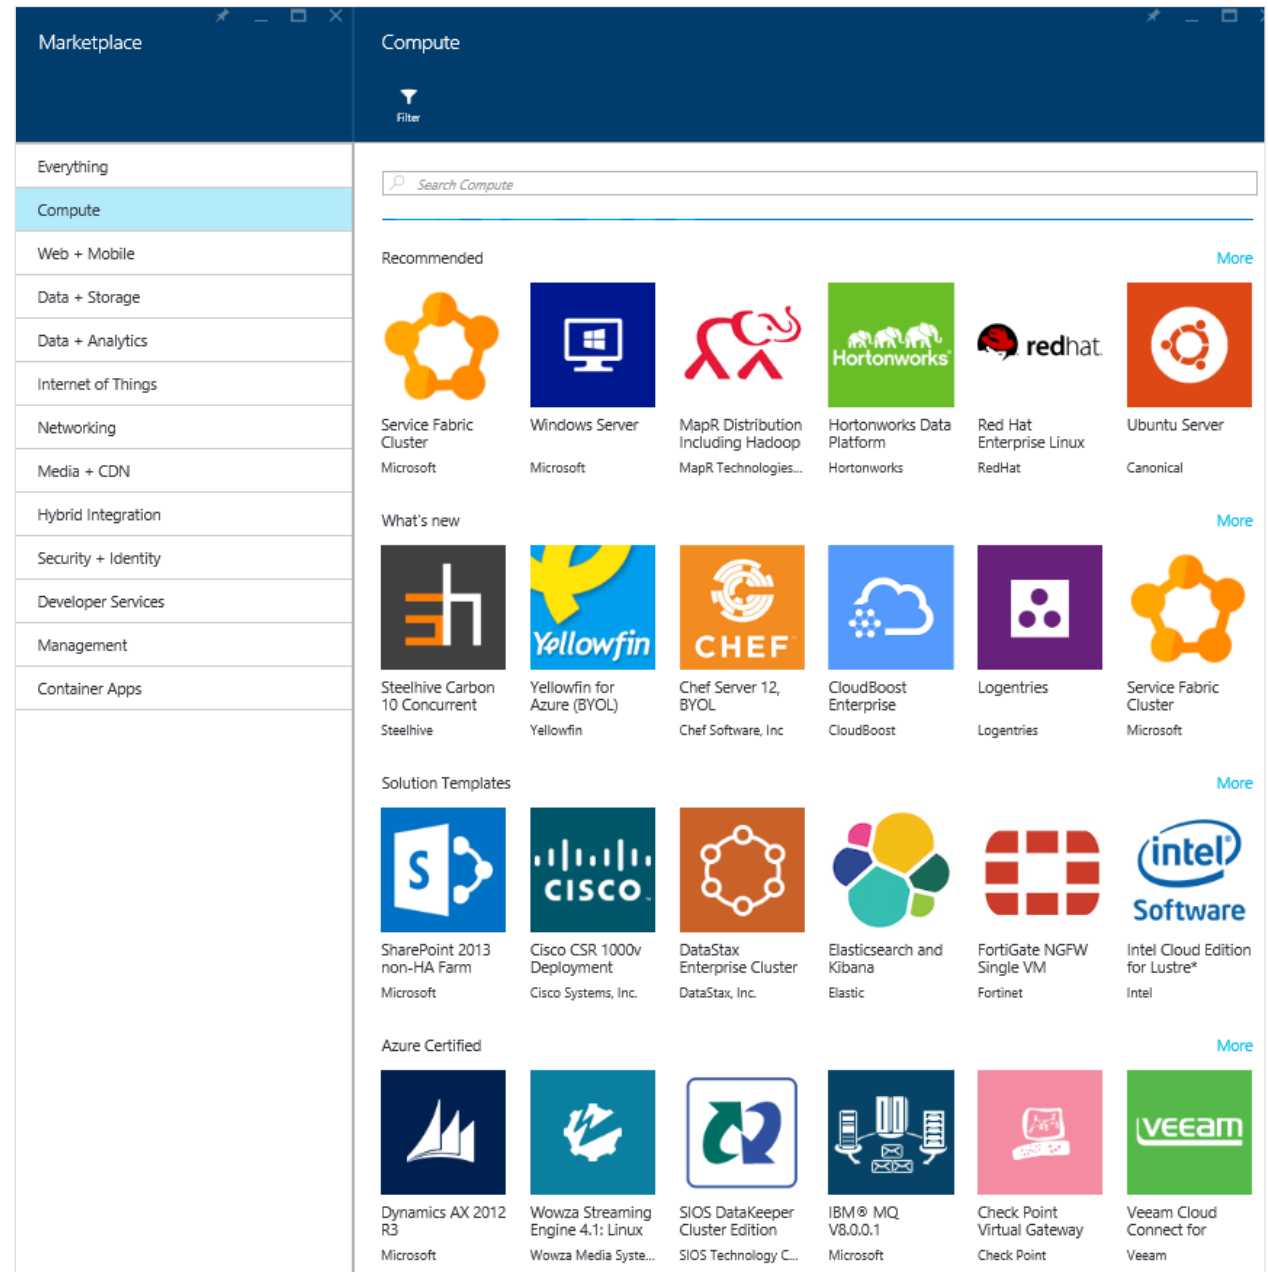 Marketplace
Compute
Filter
Everything
Compute
Web + Mobile
Data + Storage
Data + Analytics
Internet of Things
Networking
Media + CDN
Hybrid Integration
Security + Identity
Developer Services
Management
Container Apps
Search Compute
Recommended
More
Hortonworks
redhat.
Service Fabric
Cluster
Microsoft
Windows Server
Microsoft
MapR Distribution
Including Hadoop
MapR Technologies...
Hortonworks Data
Platform
Hortonworks
Red Hat
Enterprise Linux
RedHat
Ubuntu Server
Canonical
What's new
More
Yellowfin
CHEF
Steelhive Carbon
10 Concurrent
Steelhive
Yellowfin for
Azure (BYOL)
Yellowfin
Chef Server 12,
BYOL
Chef Software, Inc
CloudBoost
Enterprise
CloudBoost
Logentries
Logentries
Service Fabric
Cluster
Microsoft
Solution Templates
More
S
CISCO
intel
Software
SharePoint 2013
non-HA Farm
Microsoft
Cisco CSR 1000v
Deployment
Cisco Systems, Inc.
DataStax
Enterprise Cluster
DataStax, Inc.
Elasticsearch and
Kibana
Elastic
FortiGate NGFW
Single VM
Fortinet
Intel Cloud Edition
for Lustre*
Intel
Azure Certified
More
veeam
Dynamics AX 2012
R3
Microsoft
Wowza Streaming
Engine 4.1: Linux
Wowza Media Syste...
SIOS DataKeeper
Cluster Edition
SIOS Technology C...
IBM® MQ
V8.0.0.1
Microsoft
Check Point
Virtual Gateway
Check Point
Veeam Cloud
Connect for
Veeam